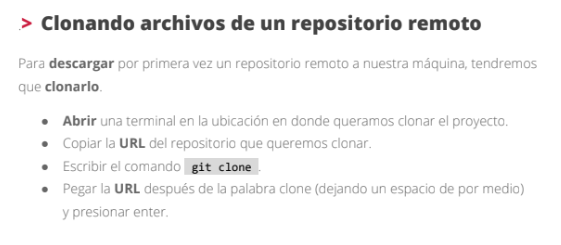 .> Clonando archivos de un repositorio remoto
Para descargar por primera vez un repositorio remoto a nuestra máquina, tendremos
que clonarlo.
● Abrir una terminal en la ubicación en donde queramos clonar el proyecto.
● Copiar la URL del repositorio que queremos clonar.
● Escribir el comando git clone.
● Pegar la URL después de la palabra clone (dejando un espacio de por medio)
y presionar enter.